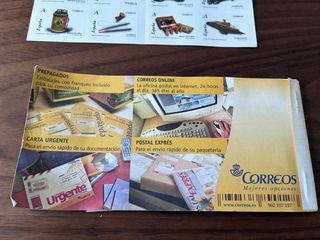 A
A
A
A
España
España
España
España
PREPAGADOS
Embalajes, con franqueo incluido
para su comodidad
CORREOS ONLINE
La oficina postal en internet, 24 horas
al día, 365 días al año
CARTA URGENTE
Para el envío rápido de su documentación
POSTAL EXPRÉS
Para el envío rápido de su paquetería
Urgente
CORREOS
Mejores opciones
www.correos.es
902 197 197